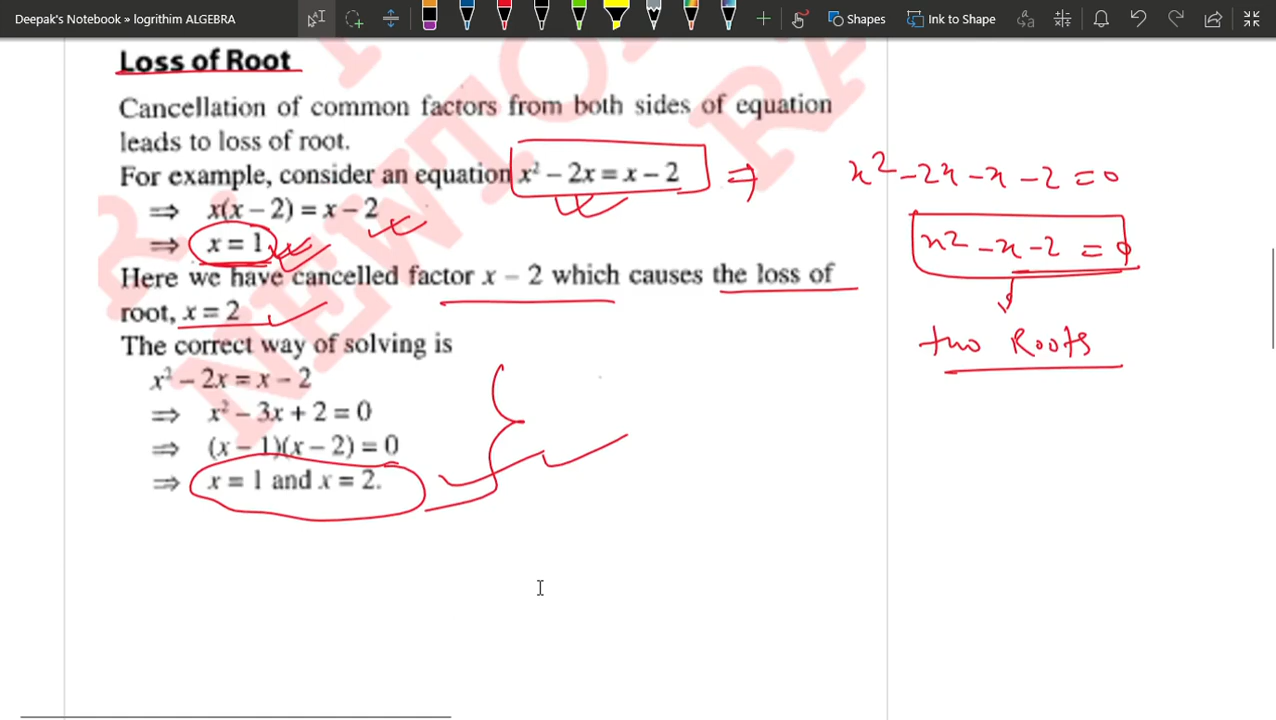 Deepak's Notebook » logrithim ALGEBRA
Shapes
Ink to Shape
Loss of Root
Cancellation of common factors from both sides of equation
leads to loss of root.
For example, consider an equation x² – 2x = x – 2
⇒ x(x – 2) = x – 2
⇒ x = 1
Here we have cancelled factor x – 2 which causes the loss of
root, x = 2
The correct way of solving is
x² – 2x = x – 2
⇒ x² – 3x + 2 = 0
⇒ (x – 1)(x – 2) = 0
⇒ x = 1 and x = 2.
⇒ x² – 2x – x – 2 = 0
x² – x – 2 = 0
two Roots